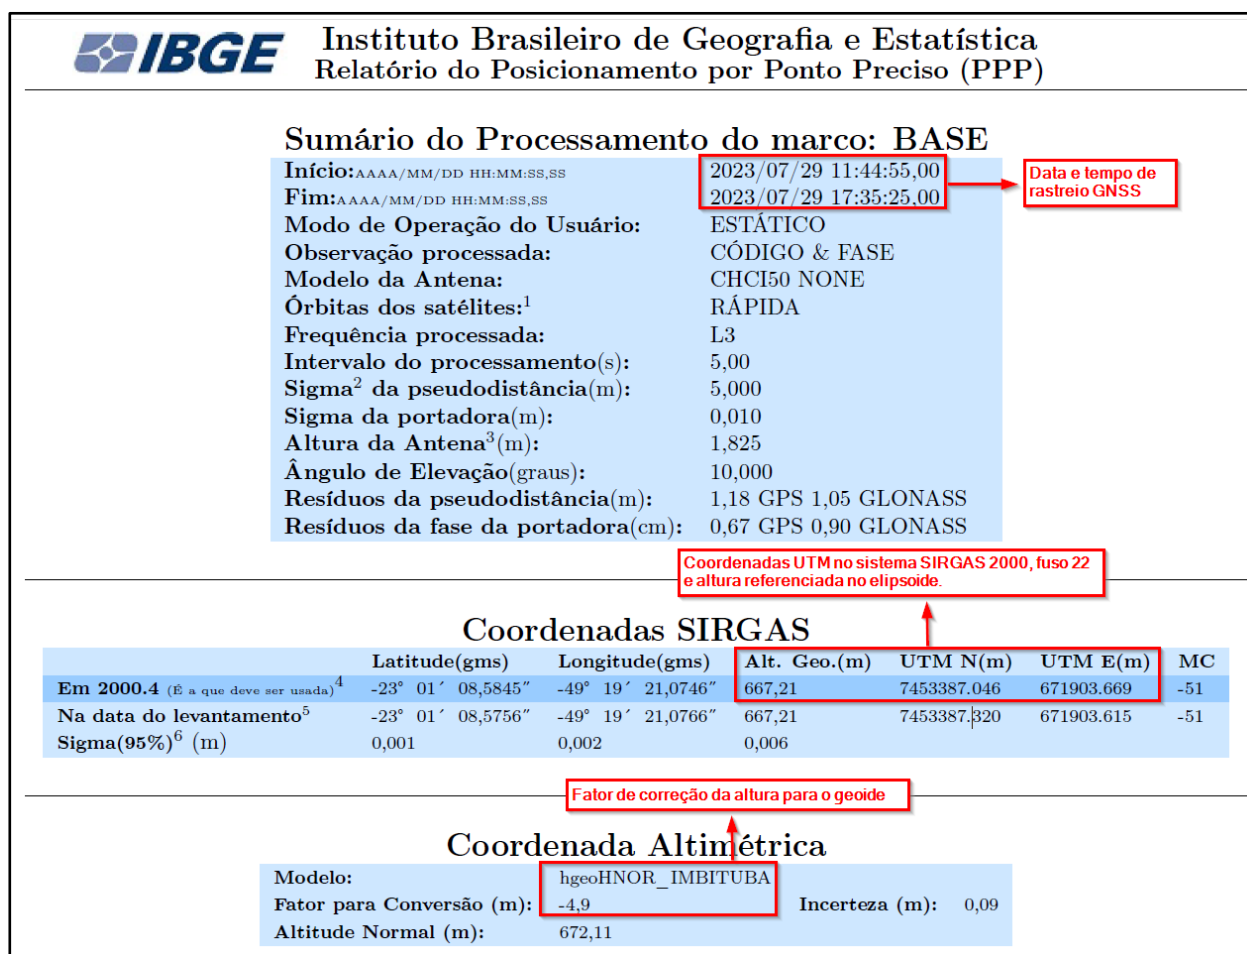 IBGE
Instituto Brasileiro de Geografia e Estatística
Relatório do Posicionamento por Ponto Preciso (PPP)
Sumário do Processamento do marco: BASE
Início:AAAA/MM/DD HH:MM:SS,SS 2023/07/29 11:44:55,00
Fim:AAAA/MM/DD HH:MM:SS,SS 2023/07/29 17:35:25,00
Data e tempo de
rastreio GNSS
Modo de Operação do Usuário: ESTÁTICO
Observação processada: CÓDIGO & FASE
Modelo da Antena: CHCI50 NONE
Órbitas dos satélites:1 RÁPIDA
Frequência processada: L3
Intervalo do processamento(s): 5,00
Sigma2 da pseudodistância(m): 5,000
Sigma da portadora(m): 0,010
Altura da Antena3(m): 1,825
Ângulo de Elevação(graus): 10,000
Resíduos da pseudodistância(m): 1,18 GPS 1,05 GLONASS
Resíduos da fase da portadora(cm): 0,67 GPS 0,90 GLONASS
Coordenadas UTM no sistema SIRGAS 2000, fuso 22
e altura referenciada no elipsoide.
Coordenadas SIRGAS
Latitude(gms) Longitude(gms) Alt. Geo.(m) UTM N(m) UTM E(m) MC
Em 2000.4 (É a que deve ser usada)4 -23° 01´ 08,5845″ -49° 19´ 21,0746″ 667,21 7453387.046 671903.669 -51
Na data do levantamento5 -23° 01´ 08,5756″ -49° 19´ 21,0766″ 667,21 7453387.320 671903.615 -51
Sigma(95%)6 (m) 0,001 0,002 0,006
Fator de correção da altura para o geoide
Coordenada Altimétrica
Modelo: hgeoHNOR_IMBITUBA
Fator para Conversão (m): -4,9 Incerteza (m): 0,09
Altitude Normal (m): 672,11